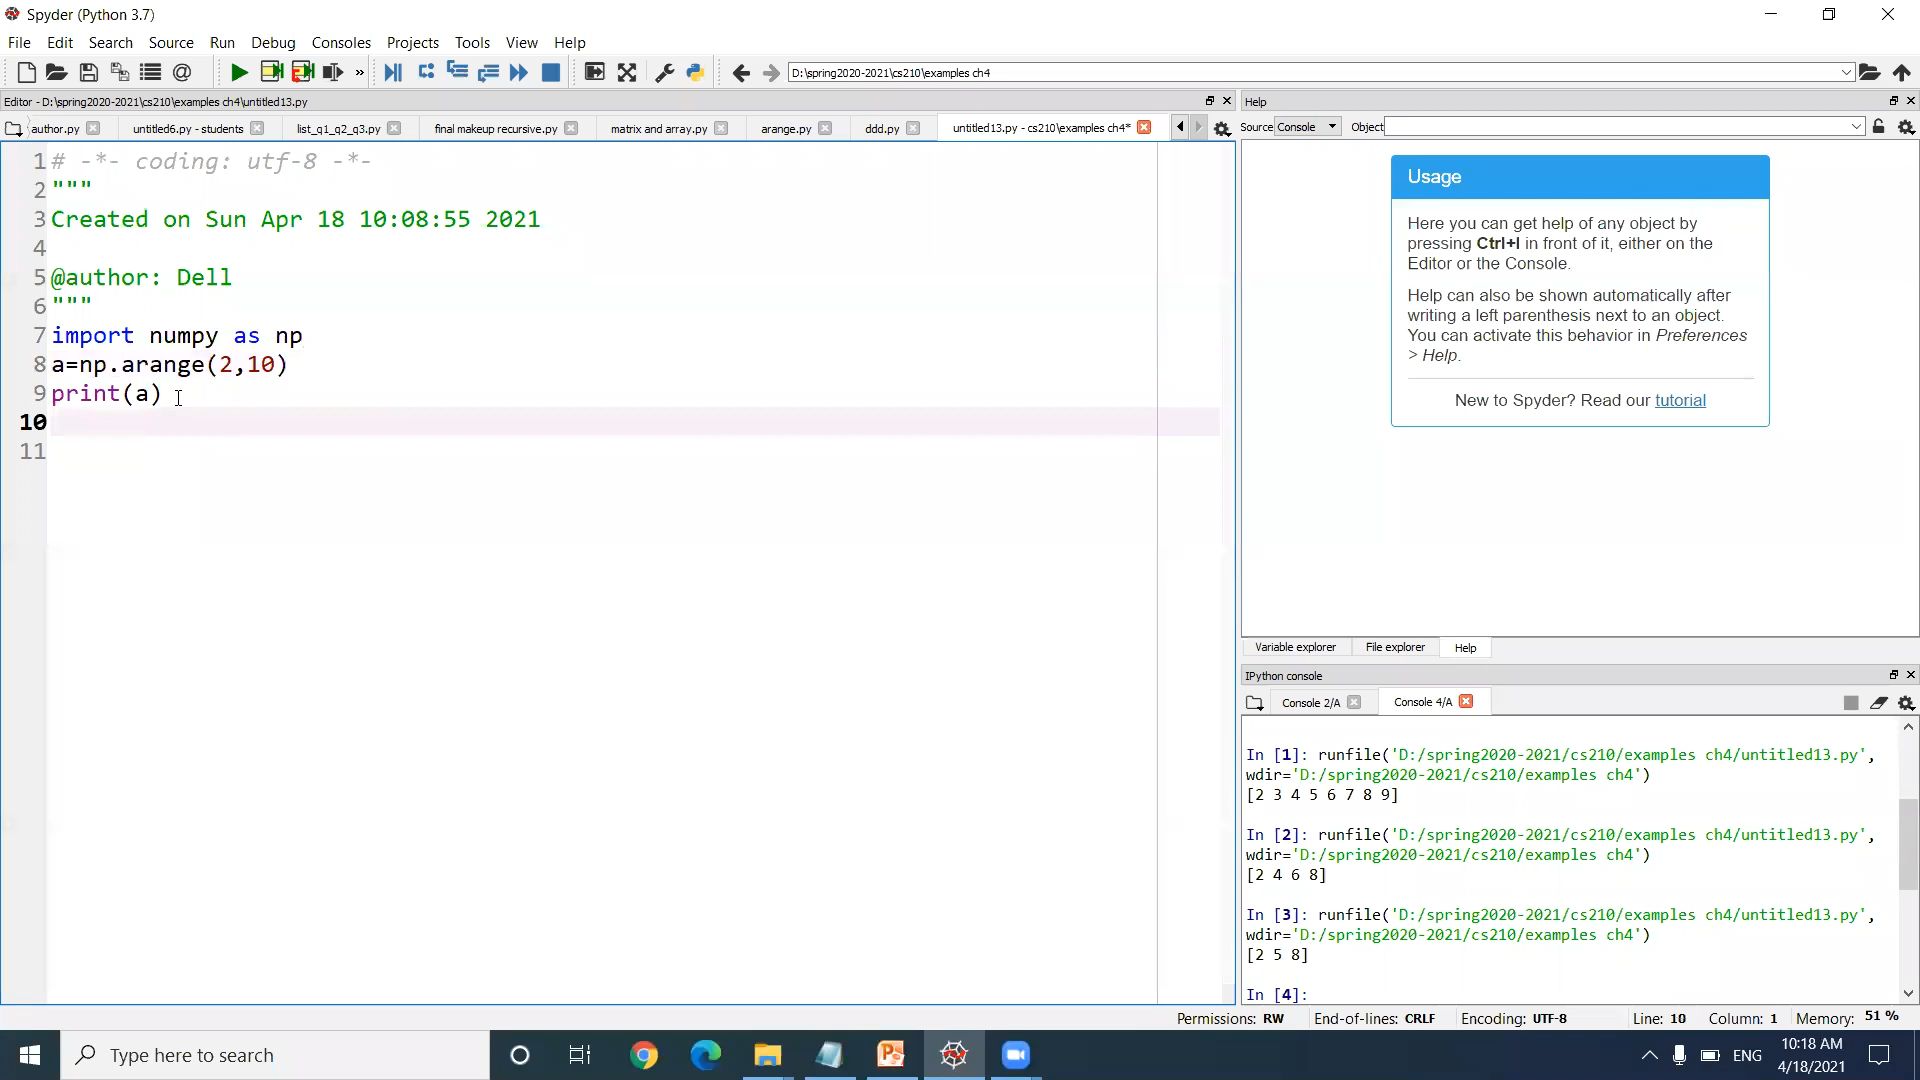 Spyder (Python 3.7)
File Edit Search Source Run Debug Consoles Projects Tools View Help
D:\spring2020-2021\cs210\examples ch4
Editor - D:\spring2020-2021\cs210\examples ch4\untitled13.py
author.py untitled6.py - students list_q1_q2_q3.py final makeup recursive.py matrix and array.py arange.py ddd.py untitled13.py - cs210\examples ch4*
1 # -*- coding: utf-8 -*-
2 """
3 Created on Sun Apr 18 10:08:55 2021
4
5 @author: Dell
6 """
7 import numpy as np
8 a=np.arange(2,10)
9 print(a)
10
11
Help
Source Console Object
Usage
Here you can get help of any object by
pressing Ctrl+I in front of it, either on the
Editor or the Console.
Help can also be shown automatically after
writing a left parenthesis next to an object.
You can activate this behavior in Preferences
> Help.
New to Spyder? Read our tutorial
Variable explorer File explorer Help
IPython console
Console 2/A Console 4/A
In [1]: runfile('D:/spring2020-2021/cs210/examples ch4/untitled13.py',
wdir='D:/spring2020-2021/cs210/examples ch4')
[2 3 4 5 6 7 8 9]
In [2]: runfile('D:/spring2020-2021/cs210/examples ch4/untitled13.py',
wdir='D:/spring2020-2021/cs210/examples ch4')
[2 4 6 8]
In [3]: runfile('D:/spring2020-2021/cs210/examples ch4/untitled13.py',
wdir='D:/spring2020-2021/cs210/examples ch4')
[2 5 8]
In [4]:
Permissions: RW End-of-lines: CRLF Encoding: UTF-8 Line: 10 Column: 1 Memory: 51 %
Type here to search
ENG
10:18 AM
4/18/2021